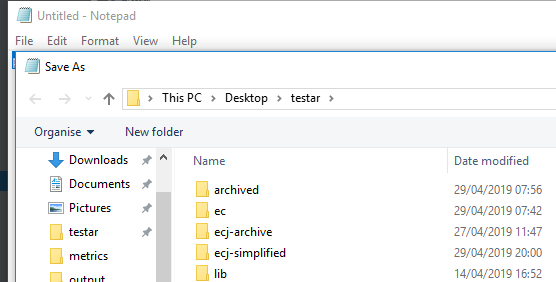 Untitled - Notepad
File Edit Format View Help
Save As
This PC > Desktop > testar >
Organise New folder
Downloads
Documents
Pictures
testar
metrics
output
Name Date modified
archived 29/04/2019 07:56
ec 29/04/2019 07:42
ecj-archive 27/04/2019 11:47
ecj-simplified 29/04/2019 20:00
lib 14/04/2019 16:52